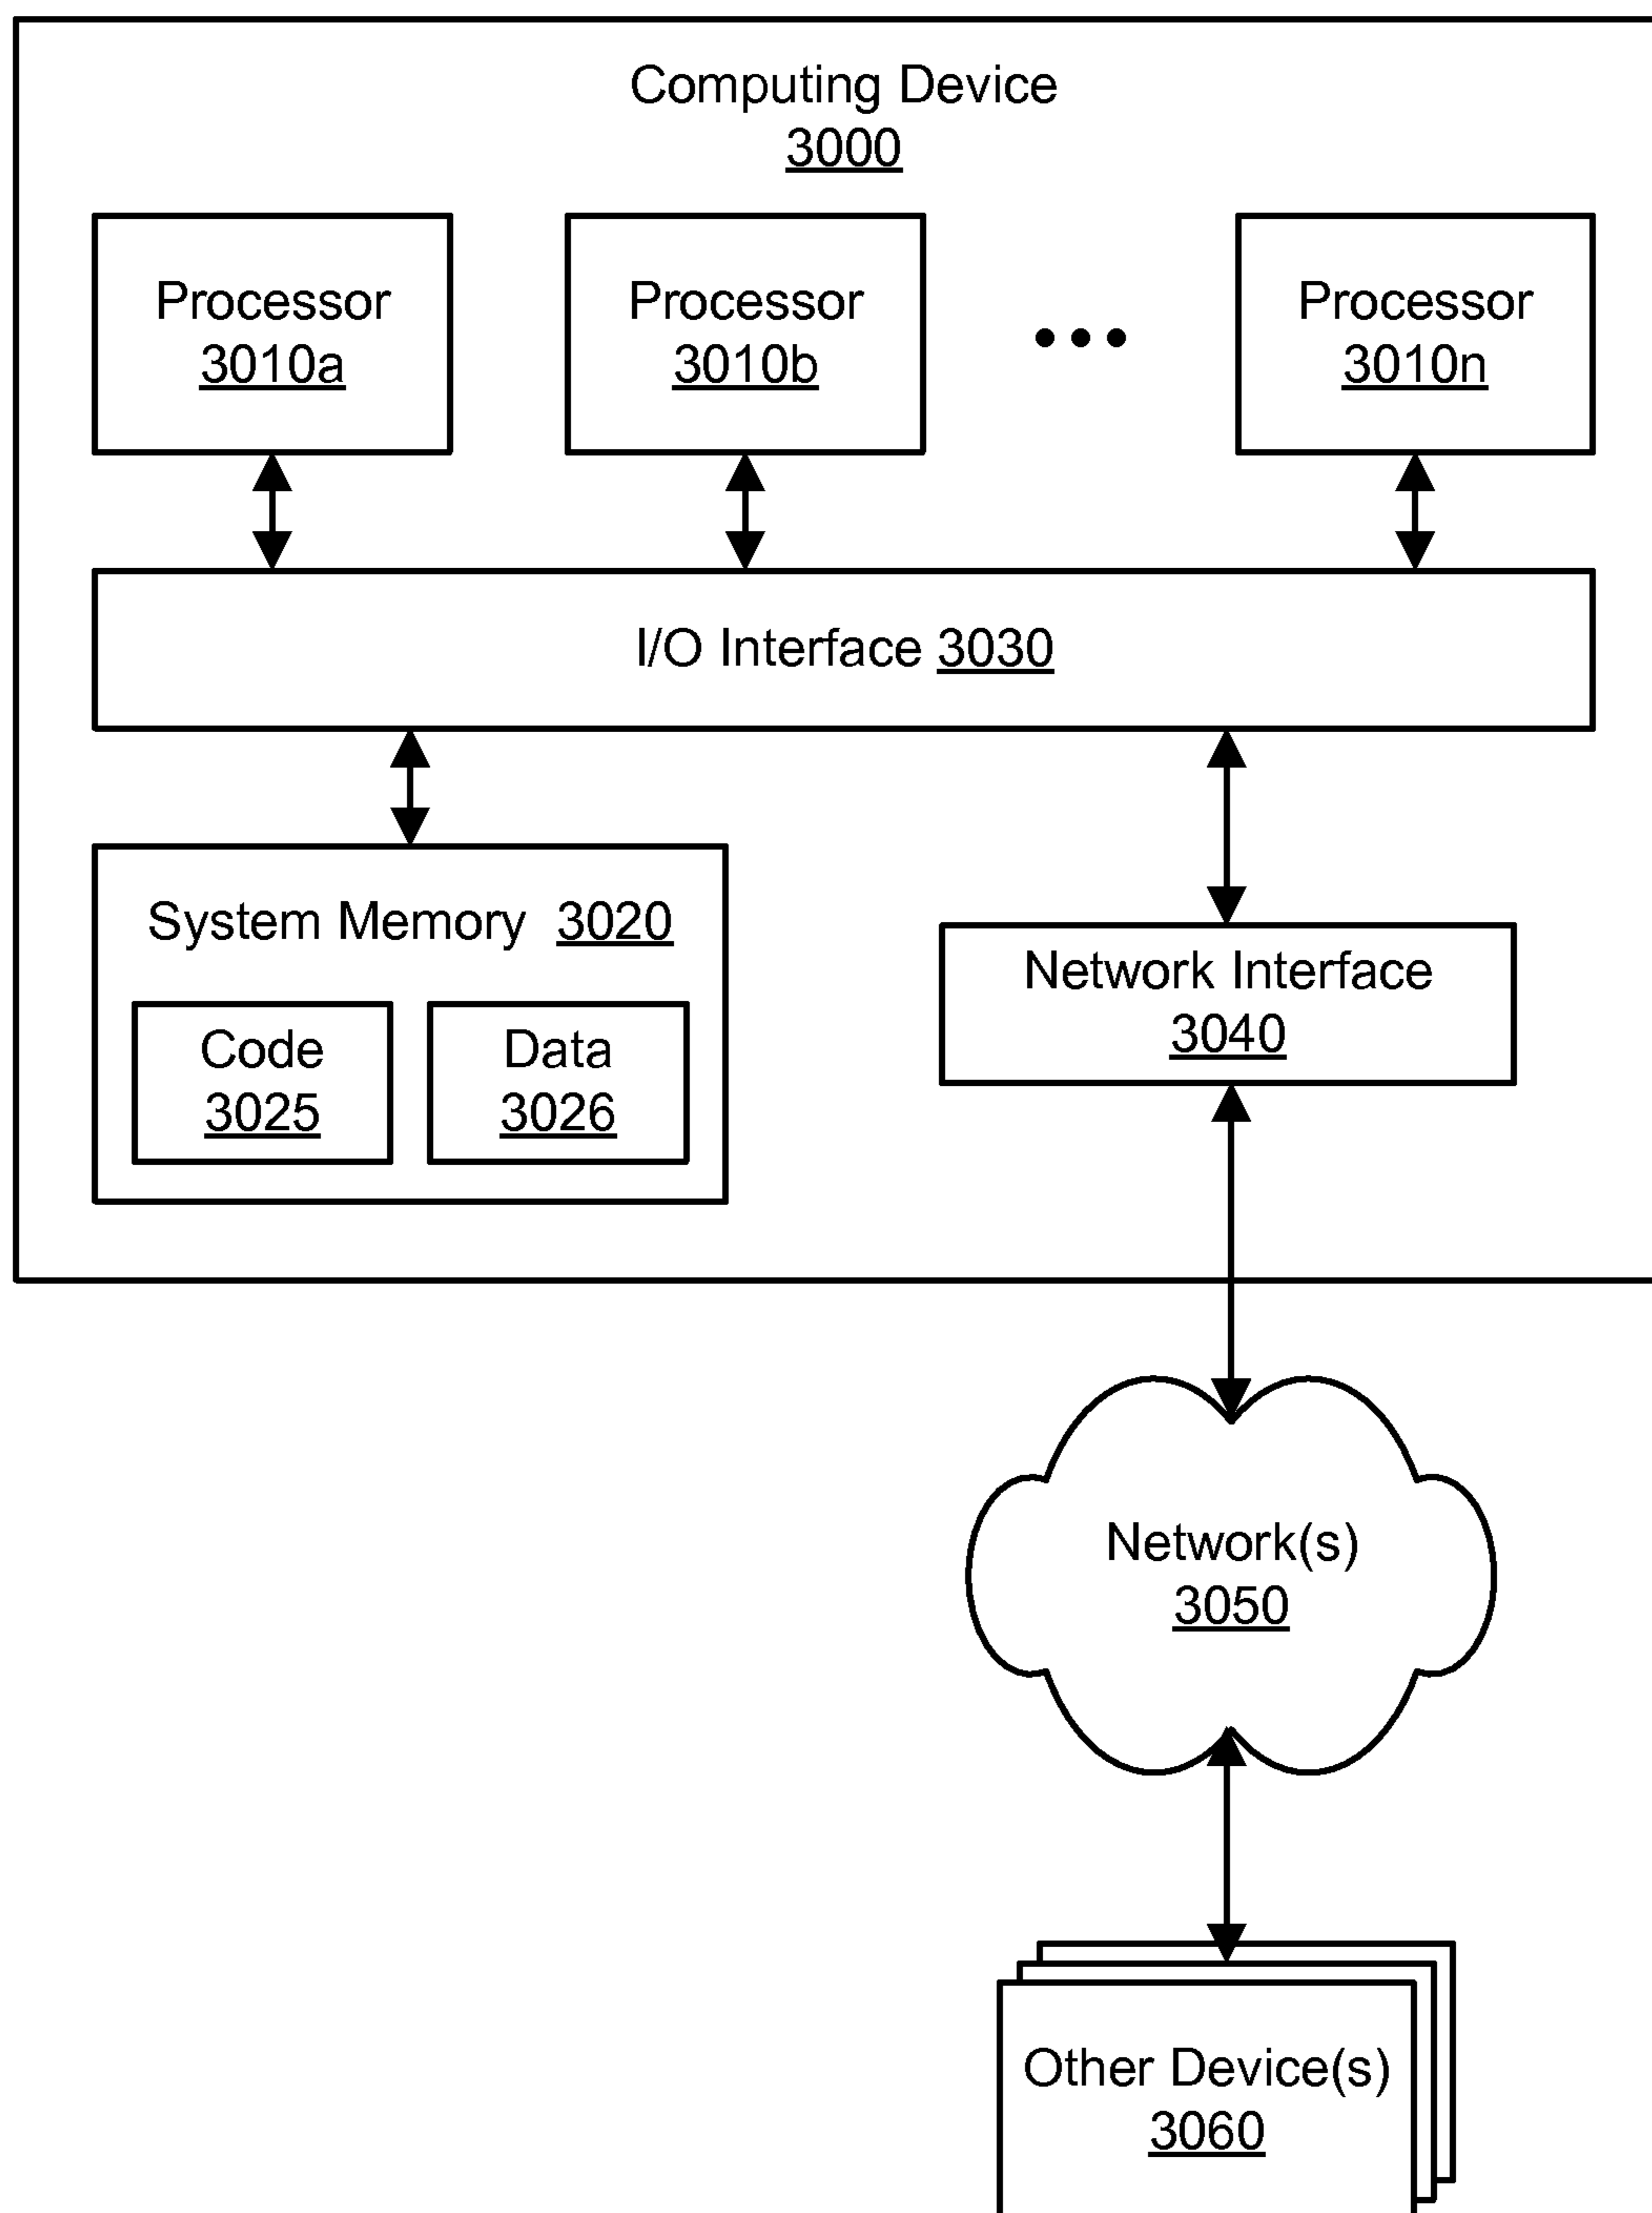 Computing Device
3000
Processor
3010a
Processor
3010b
Processor
3010n
I/O Interface 3030
System Memory 3020
Code
3025
Data
3026
Network Interface
3040
Network(s)
3050
Other Device(s)
3060